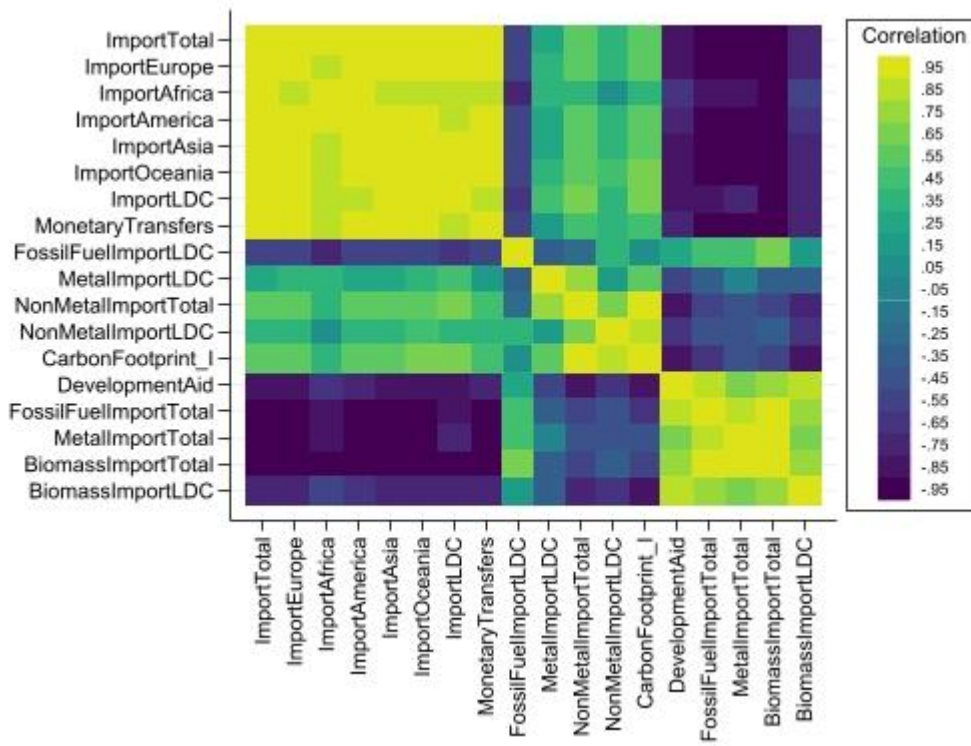 Correlation
ImportTotal
ImportEurope
ImportAfrica
ImportAmerica
ImportAsia
ImportOceania
ImportLDC
MonetaryTransfers
FossilFuelImportLDC
MetalImportLDC
NonMetalImportTotal
NonMetalImportLDC
CarbonFootprint_I
DevelopmentAid
FossilFuelImportTotal
MetalImportTotal
BiomassImportTotal
BiomassImportLDC
.95
.85
.75
.65
.55
.45
.35
.25
.15
.05
-.05
-.15
-.25
-.35
-.45
-.55
-.65
-.75
-.85
-.95
ImportTotal
ImportEurope
ImportAfrica
ImportAmerica
ImportAsia
ImportOceania
ImportLDC
MonetaryTransfers
FossilFuelImportLDC
MetalImportLDC
NonMetalImportTotal
NonMetalImportLDC
CarbonFootprint_I
DevelopmentAid
FossilFuelImportTotal
MetalImportTotal
BiomassImportTotal
BiomassImportLDC